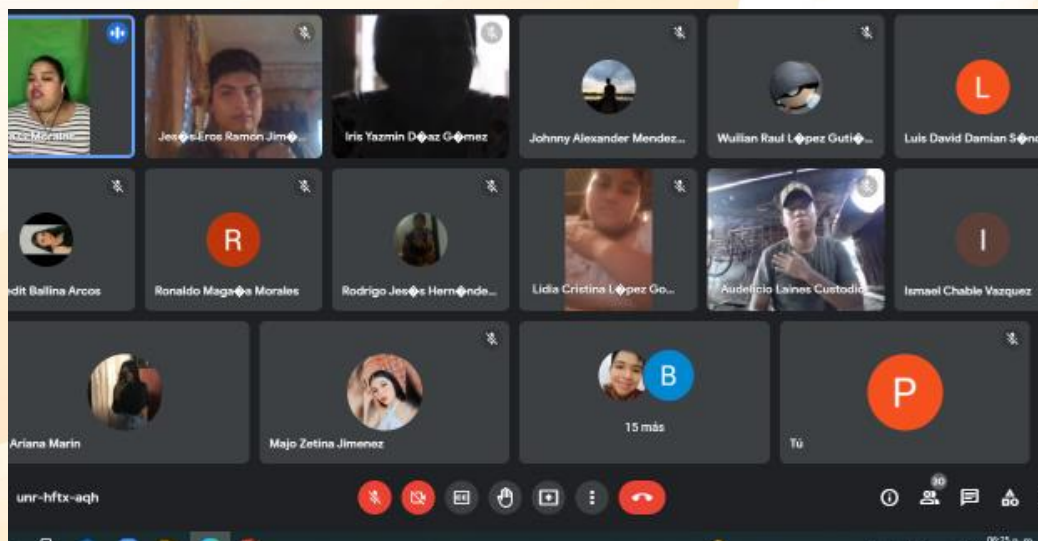 Morales
Jes�s Eros Ramon Jim�...
Iris Yazmin D�az G�mez
Johnny Alexander Mendez...
Wuilian Raul L�pez Guti�...
L
Luis David Damian S�nc
edit Ballina Arcos
R
Ronaldo Maga�a Morales
Rodrigo Jes�s Hern�nde...
Lidia Cristina L�pez Go...
Audelicio Laines Custodio
I
Ismael Chable Vazquez
Ariana Marin
Majo Zetina Jimenez
B
15 más
P
Tú
unr-hftx-aqh
30